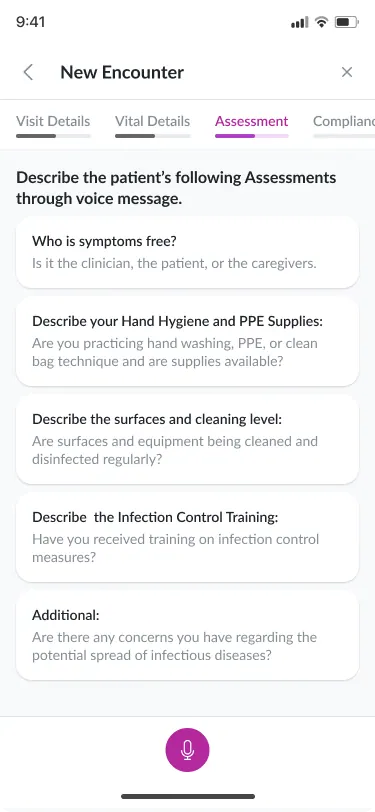 9:41
New Encounter
Visit Details Vital Details Assessment Complianc
Describe the patient's following Assessments
through voice message.
Who is symptoms free?
Is it the clinician, the patient, or the caregivers.
Describe your Hand Hygiene and PPE Supplies:
Are you practicing hand washing, PPE, or clean
bag technique and are supplies available?
Describe the surfaces and cleaning level:
Are surfaces and equipment being cleaned and
disinfected regularly?
Describe  the Infection Control Training:
Have you received training on infection control
measures?
Additional:
Are there any concerns you have regarding the
potential spread of infectious diseases?